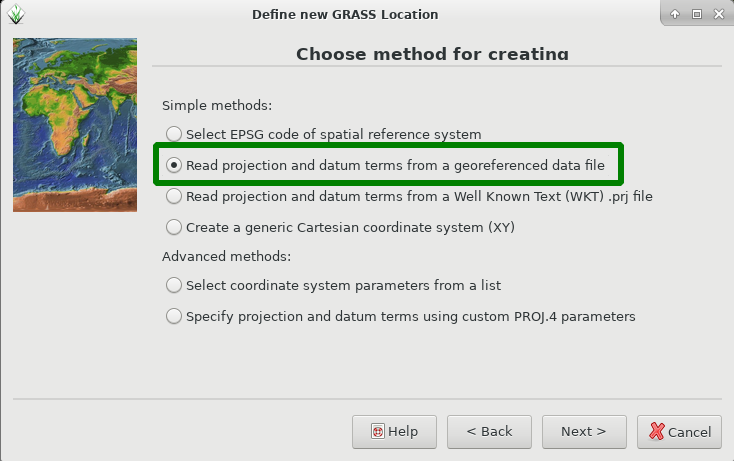 Define new GRASS Location
Choose method for creating
Simple methods:
Select EPSG code of spatial reference system
Read projection and datum terms from a georeferenced data file
Read projection and datum terms from a Well Known Text (WKT) .prj file
Create a generic Cartesian coordinate system (XY)
Advanced methods:
Select coordinate system parameters from a list
Specify projection and datum terms using custom PROJ.4 parameters
Help
< Back
Next >
Cancel